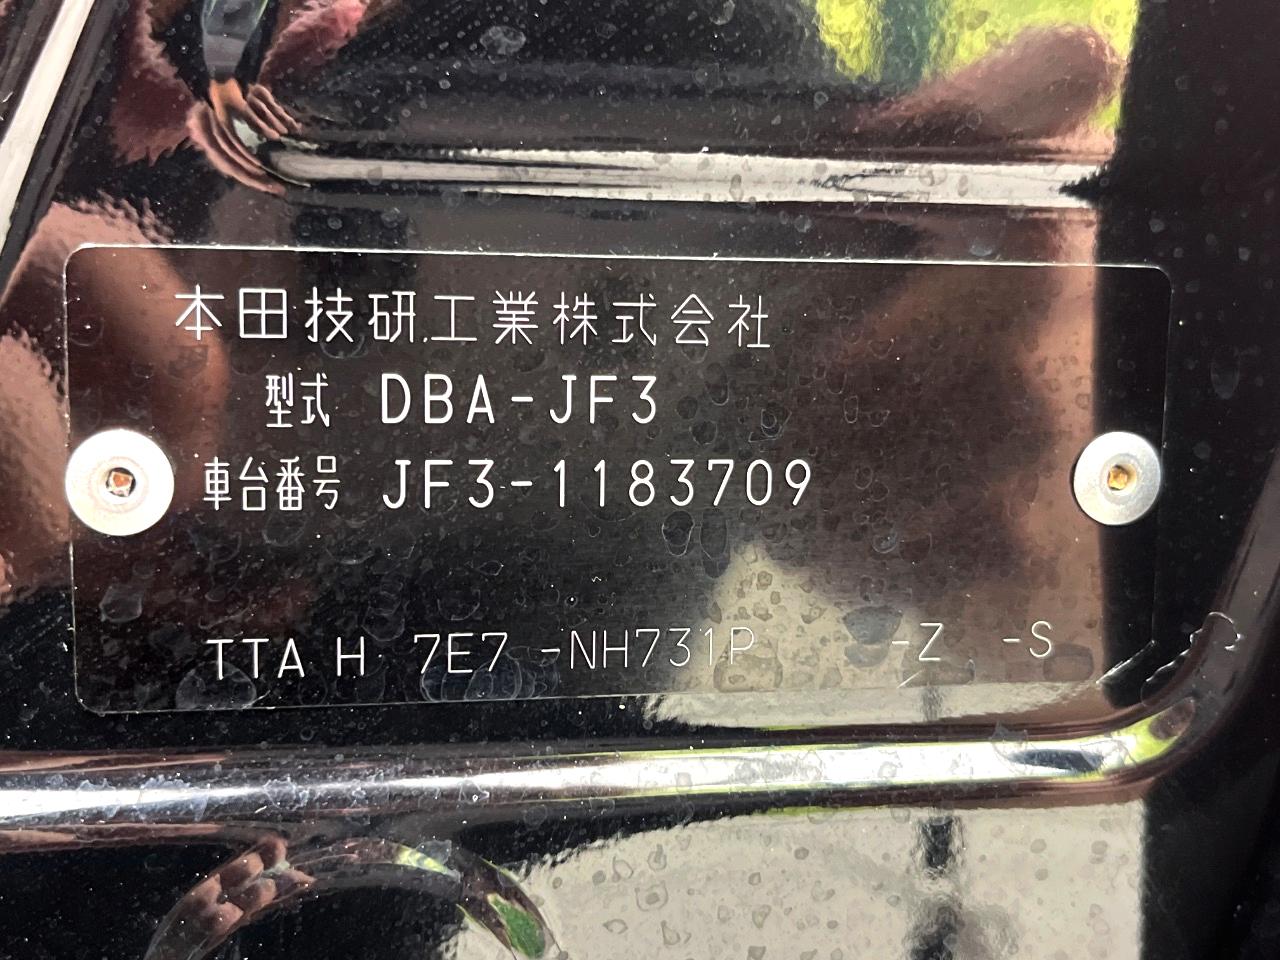 本田技研工業株式会社
型式 DBA-JF3
車台番号 JF3-1183709
TTA H 7E7 -NH731P -Z -S